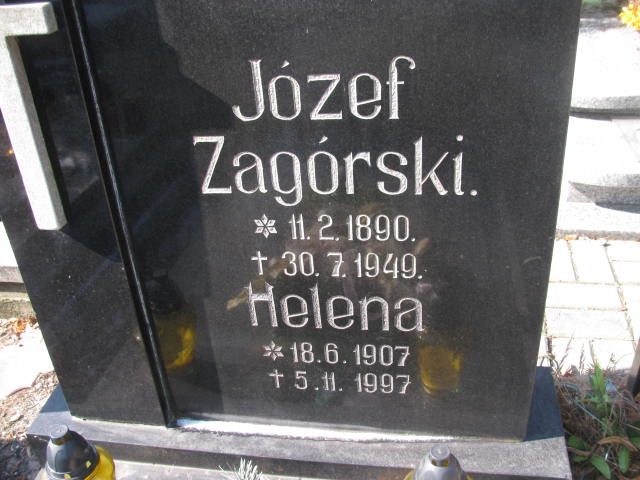 Józef
Zagórski.
* 11. 2. 1890.
† 30. 7. 1949.
Helena
* 18. 6. 1907
† 5. 11. 1997